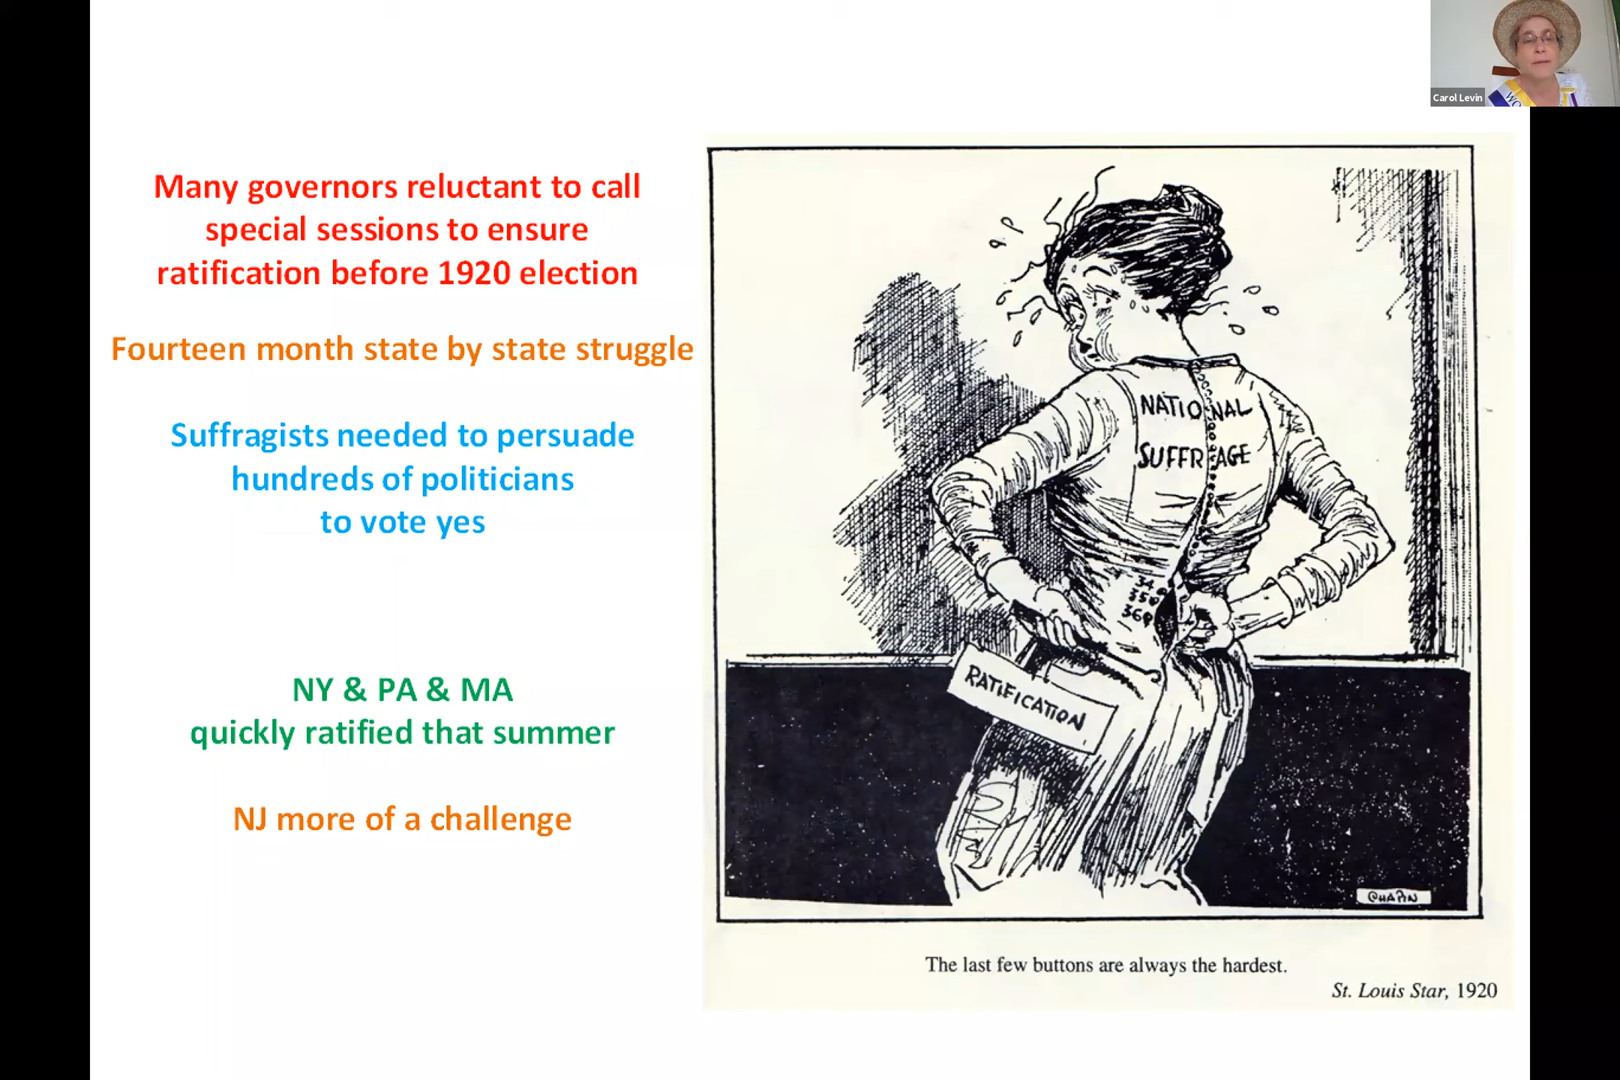 Carol Levin
WO
Many governors reluctant to call
special sessions to ensure
ratification before 1920 election
Fourteen month state by state struggle
Suffragists needed to persuade
hundreds of politicians
to vote yes
NY & PA & MA
quickly ratified that summer
NJ more of a challenge
NATIONAL
SUFFRAGE
34
35
36
RATIFICATION
CHAPIN
The last few buttons are always the hardest.
St. Louis Star, 1920